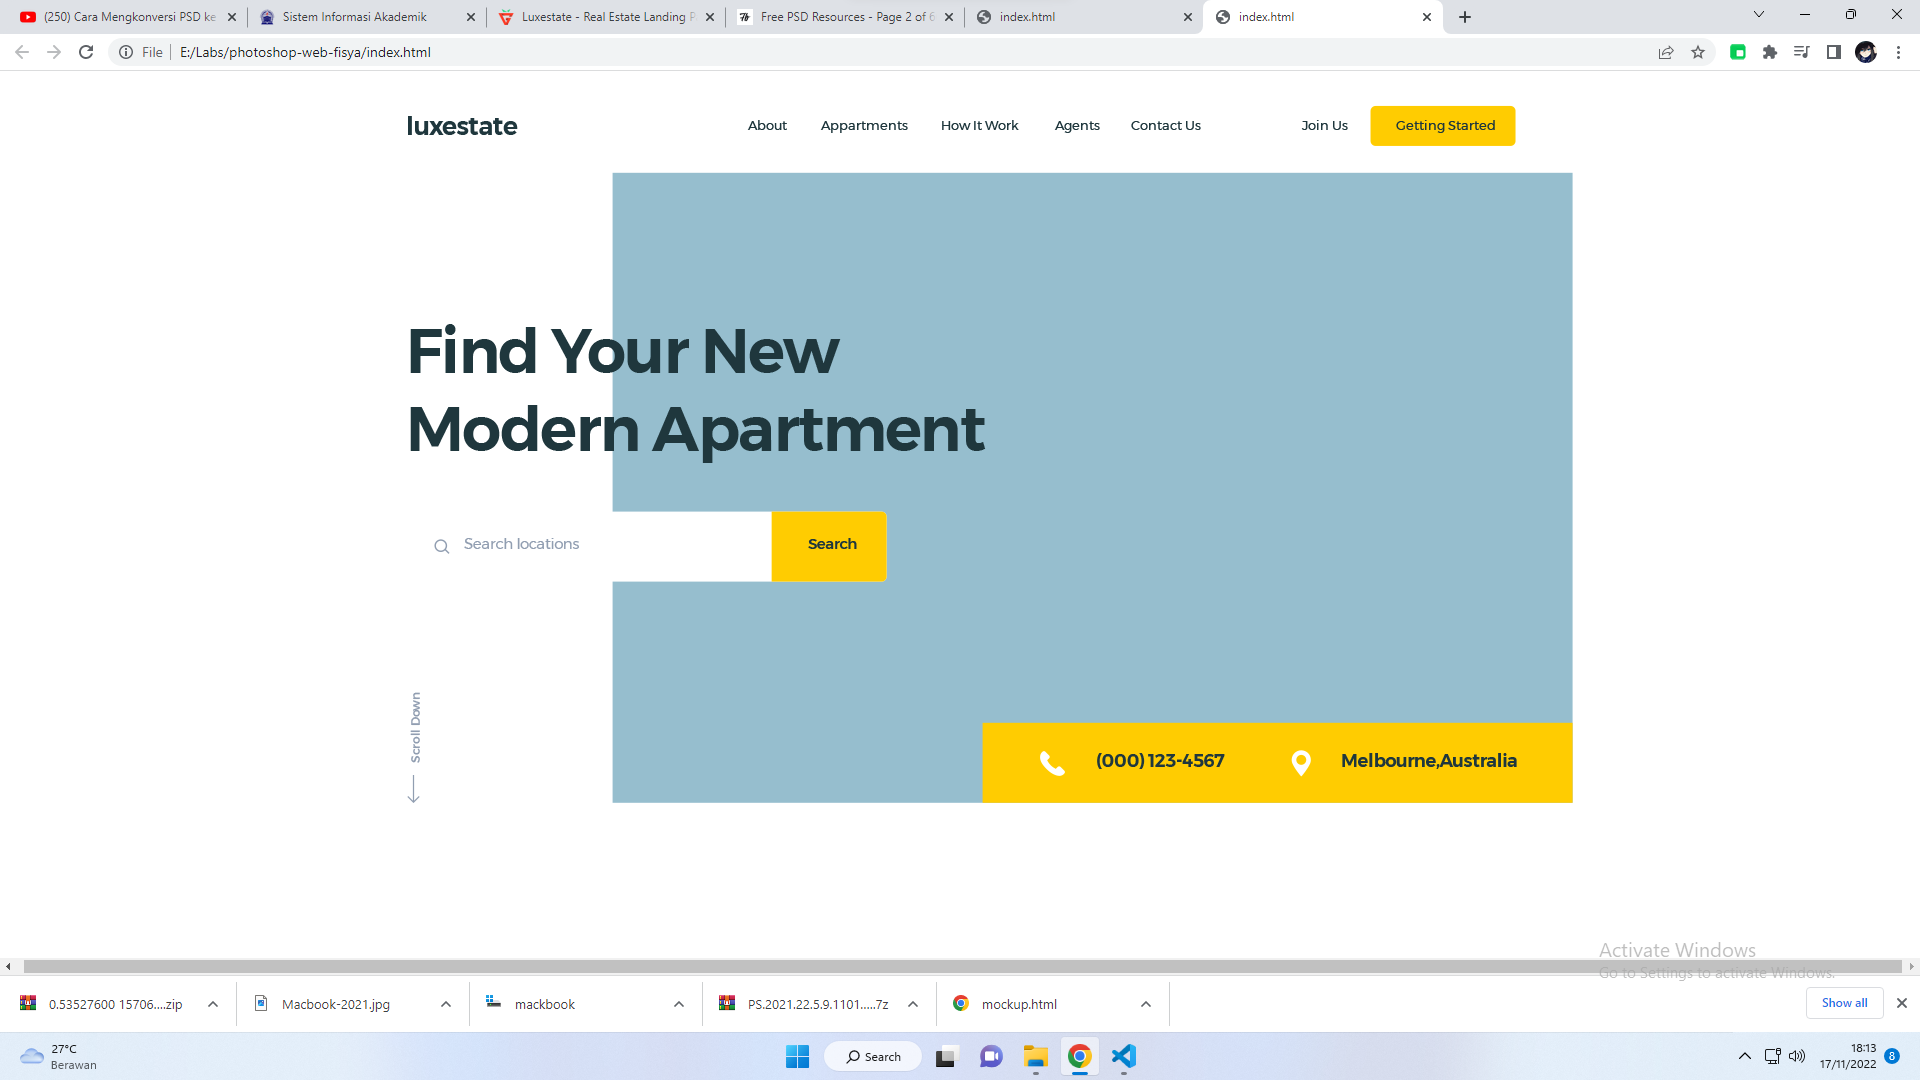 (250) Cara Mengkonversi PSD ke
Sistem Informasi Akademik
Luxestate - Real Estate Landing P
Free PSD Resources - Page 2 of 6
index.html
index.html
File
E:/Labs/photoshop-web-fisya/index.html
luxestate
About
Appartments
How It Work
Agents
Contact Us
Join Us
Getting Started
Find Your New
Modern Apartment
Search locations
Search
Scroll Down
(000) 123-4567
Melbourne,Australia
Activate Windows
Go to Settings to activate Windows.
0.53527600 15706....zip
Macbook-2021.jpg
mackbook
PS.2021.22.5.9.1101.....7z
mockup.html
Show all
27°C
Berawan
Search
18:13
17/11/2022
8